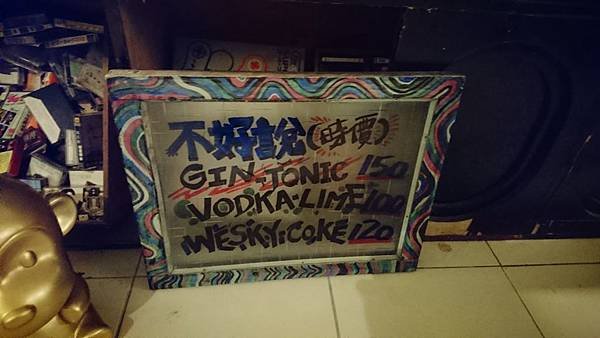 不好說(時價)
GIN-TONIC 150
VODKA·LIME 100
WESKY·COKE 120